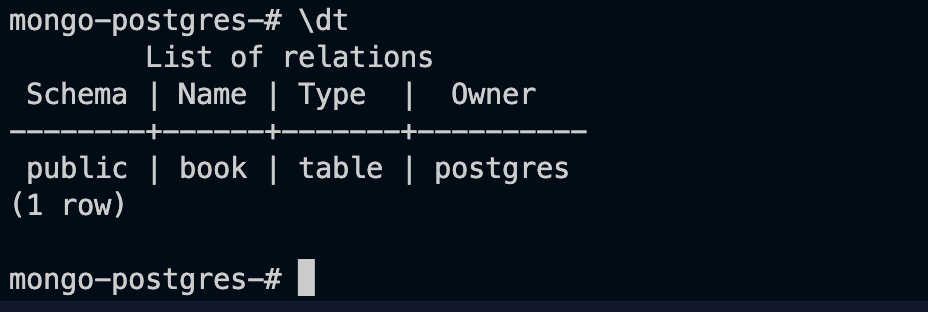 mongo-postgres-# \dt
        List of relations
 Schema | Name | Type  |  Owner
--------+------+-------+----------
 public | book | table | postgres
(1 row)
mongo-postgres-#